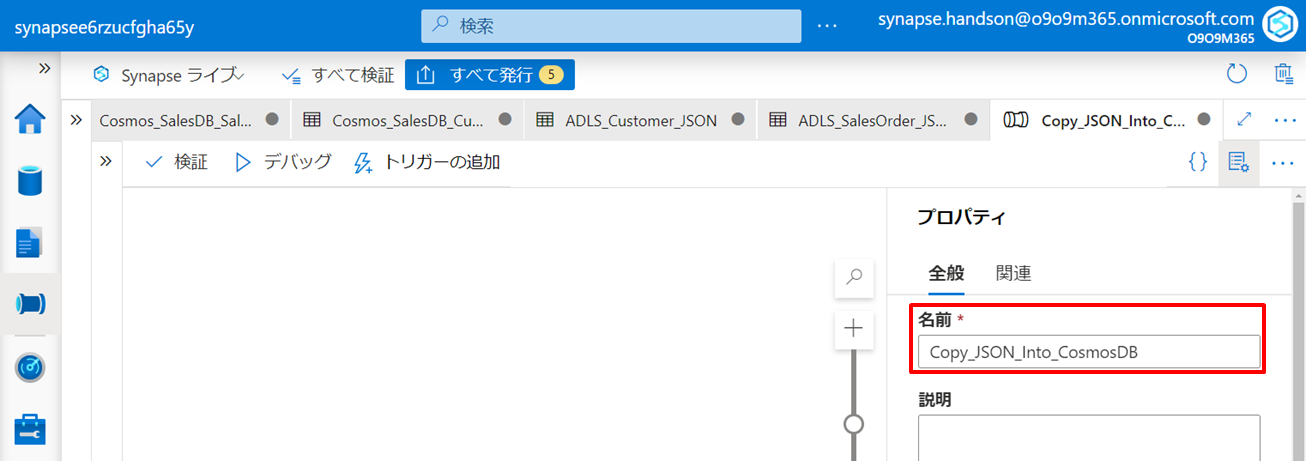 synapsee6rzucfgha65y
検索
synapse.handson@o9o9m365.onmicrosoft.com
O9O9M365
Synapse ライブ
すべて検証
すべて発行 5
Cosmos_SalesDB_Sal...
Cosmos_SalesDB_Cu...
ADLS_Customer_JSON
ADLS_SalesOrder_JS...
Copy_JSON_Into_C...
検証
デバッグ
トリガーの追加
{}
プロパティ
全般
関連
名前 *
Copy_JSON_Into_CosmosDB
説明